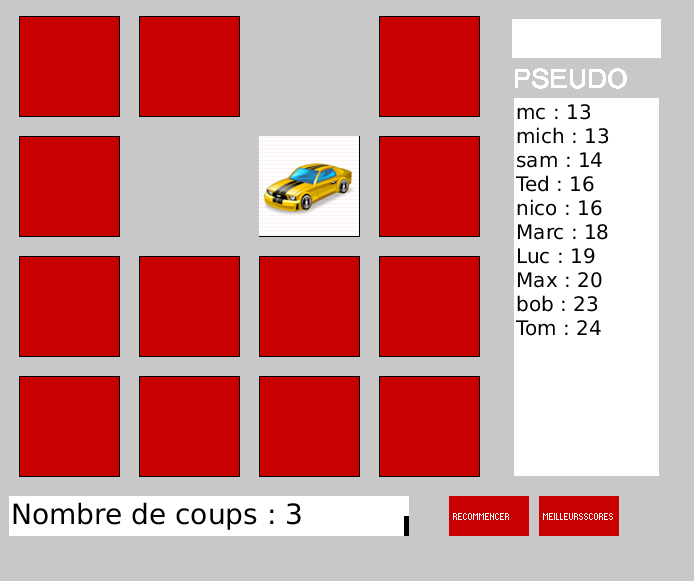 PSEUDO
mc : 13
mich : 13
sam : 14
Ted : 16
nico : 16
Marc : 18
Luc : 19
Max : 20
bob : 23
Tom : 24
Nombre de coups : 3
RECOMMENCER
MEILLEURSSCORES